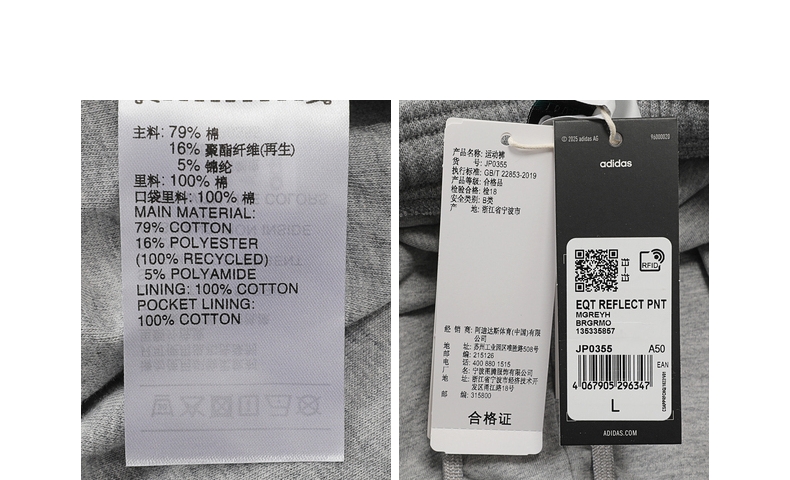 主料: 79% 棉
16% 聚酯纤维(再生)
5% 锦纶
里料: 100% 棉
口袋里料: 100% 棉
MAIN MATERIAL:
79% COTTON
16% POLYESTER
(100% RECYCLED)
5% POLYAMIDE
LINING: 100% COTTON
POCKET LINING:
100% COTTON
产品名称: 运动裤
货 号: JP0355
执行标准: GB/T 22853-2019
产品等级: 合格品
检验合格: 检18
安全类别: B类
产 地: 浙江省宁波市
经 销 商: 阿迪达斯体育(中国)有限
公司
地 址: 苏州工业园区唯胜路508号
邮 编: 215126
电 话: 400 880 1515
厂 名: 宁波图腾服饰有限公司
地 址: 浙江省宁波市经济技术开
发区甬江路18号
邮 编: 315800
合格证
© 2025 adidas AG
96000020
adidas
RFID
EQT REFLECT PNT
MGREYH
BRGRMO
135335857
JP0355 A50
EAN
4 067905 296347
L
ADIDAS.COM